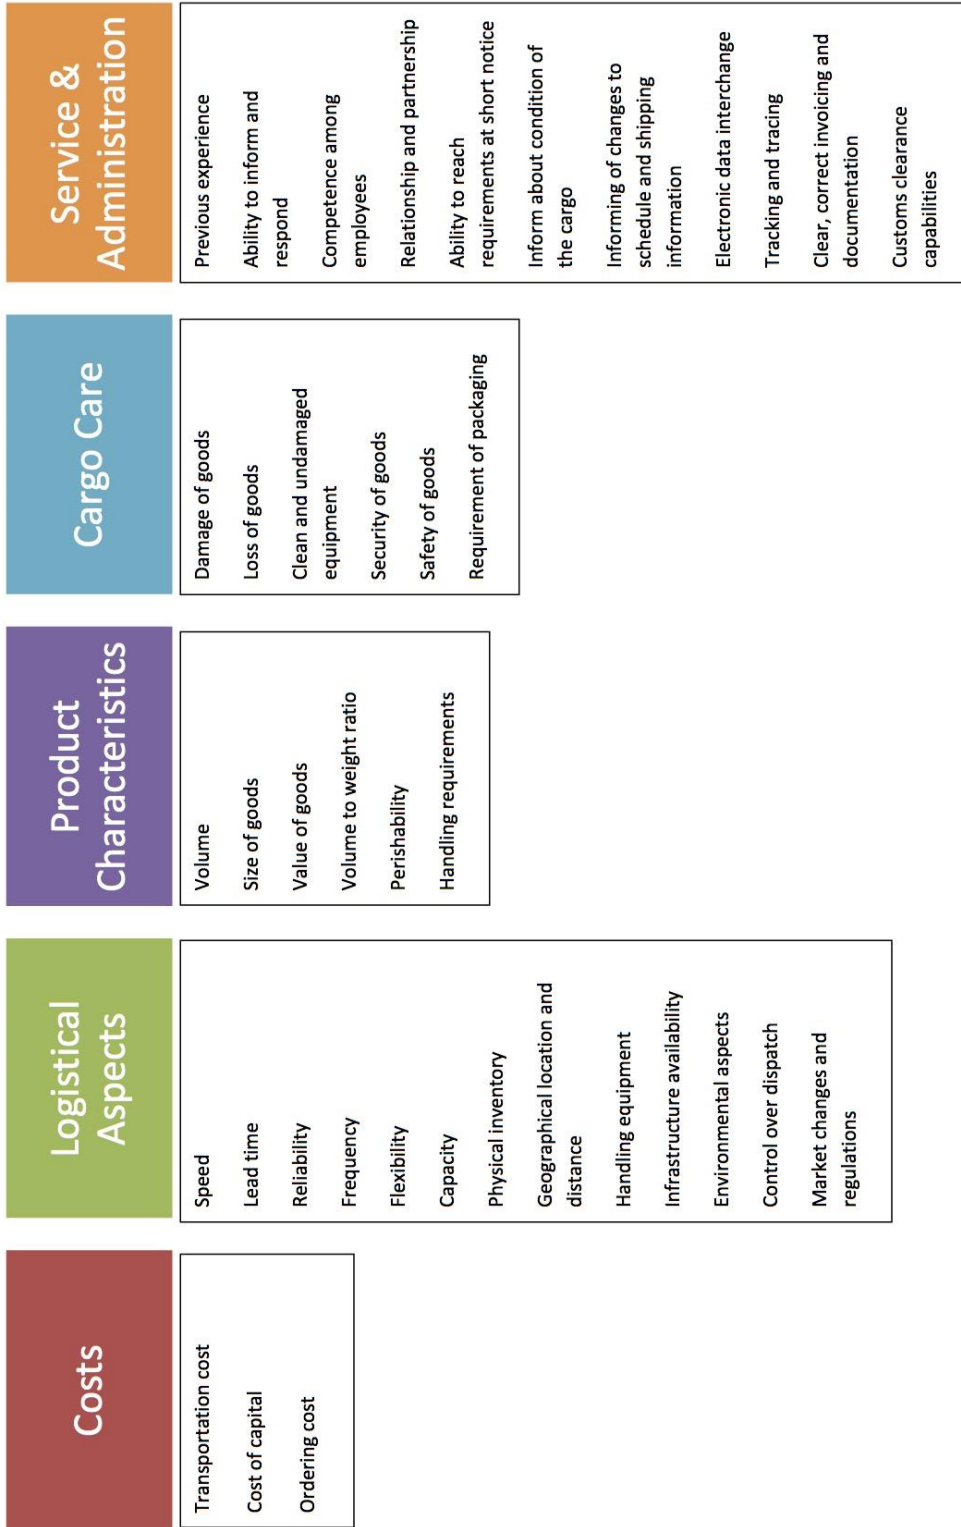 Costs
Transportation cost
Cost of capital
Ordering cost
Logistical
Aspects
Speed
Lead time
Reliability
Frequency
Flexibility
Capacity
Physical inventory
Geographical location and
distance
Handling equipment
Infrastructure availability
Environmental aspects
Control over dispatch
Market changes and
regulations
Product
Characteristics
Volume
Size of goods
Value of goods
Volume to weight ratio
Perishability
Handling requirements
Cargo Care
Damage of goods
Loss of goods
Clean and undamaged
equipment
Security of goods
Safety of goods
Requirement of packaging
Service &
Administration
Previous experience
Ability to inform and
respond
Competence among
employees
Relationship and partnership
Ability to reach
requirements at short notice
Inform about condition of
the cargo
Informing of changes to
schedule and shipping
information
Electronic data interchange
Tracking and tracing
Clear, correct invoicing and
documentation
Customs clearance
capabilities